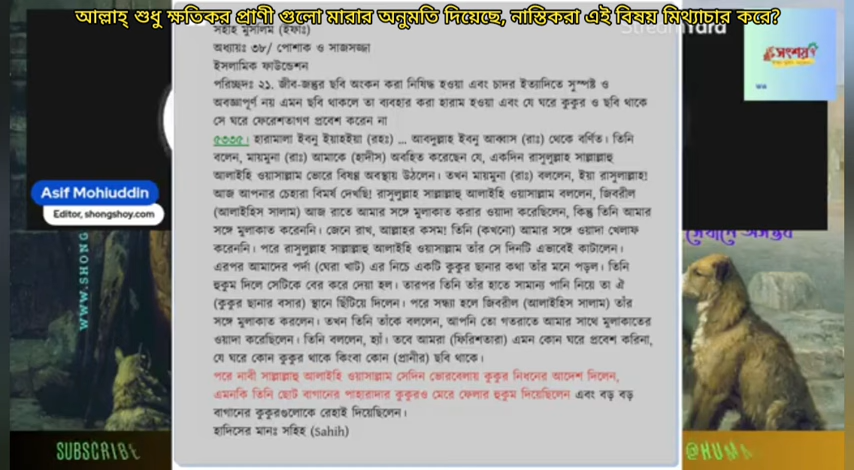 আল্লাহ্ শুধু ক্ষতিকর প্রাণী গুলো মারার অনুমতি দিয়েছে, নাস্তিকরা এই বিষয় মিথ্যাচার করে?
সহীহ মুসলিম (ইফাঃ)
অধ্যায়ঃ ৩৮/ পোশাক ও সাজসজ্জা
ইসলামিক ফাউন্ডেশন
পরিচ্ছদঃ ২১. জীব-জন্তুর ছবি অংকন করা নিষিদ্ধ হওয়া এবং চাদর ইত্যাদিতে সুস্পষ্ট ও
অবজ্ঞাপূর্ণ নয় এমন ছবি থাকলে তা ব্যবহার করা হারাম হওয়া এবং যে ঘরে কুকুর ও ছবি থাকে
সে ঘরে ফেরেশতাগণ প্রবেশ করেন না
৫৩৩৫। হারামালা ইবনু ইয়াহইয়া (রহঃ) ... আবদুল্লাহ ইবনু আব্বাস (রাঃ) থেকে বর্ণিত। তিনি
বলেন, মায়মুনা (রাঃ) আমাকে (হাদীস) অবহিত করেছেন যে, একদিন রাসূলুল্লাহ সাল্লাল্লাহু
আলাইহি ওয়াসাল্লাম ভোরে বিষণ্ণ অবস্থায় উঠলেন। তখন মায়মুনা (রাঃ) বললেন, ইয়া রাসুলাল্লাহ!
আজ আপনার চেহারা বিমর্ষ দেখছি! রাসুলুল্লাহ সাল্লাল্লাহু আলাইহি ওয়াসাল্লাম বললেন, জিবরীল
(আলাইহিস সালাম) আজ রাতে আমার সঙ্গে মুলাকাত করার ওয়াদা করেছিলেন, কিন্তু তিনি আমার
সঙ্গে মুলাকাত করেননি। জেনে রাখ, আল্লাহর কসম! তিনি (কখনো) আমার সঙ্গে ওয়াদা খেলাফ
করেননি। পরে রাসুলুল্লাহ সাল্লাল্লাহু আলাইহি ওয়াসাল্লাম তাঁর সে দিনটি এভাবেই কাটালেন।
এরপর আমাদের পর্দা (ঘেরা খাট) এর নিচে একটি কুকুর ছানার কথা তাঁর মনে পড়ল। তিনি
হুকুম দিলে সেটিকে বের করে দেয়া হল। তারপর তিনি তাঁর হাতে সামান্য পানি নিয়ে তা ঐ
(কুকুর ছানার বসার) স্থানে ছিঁটিয়ে দিলেন। পরে সন্ধ্যা হলে জিবরীল (আলাইহিস সালাম) তাঁর
সঙ্গে মুলাকাত করলেন। তখন তিনি তাঁকে বললেন, আপনি তো গতরাতে আমার সাথে মুলাকাতের
ওয়াদা করেছিলেন। তিনি বললেন, হ্যাঁ। তবে আমরা (ফিরিশতারা) এমন কোন ঘরে প্রবেশ করিনা,
যে ঘরে কোন কুকুর থাকে কিংবা কোন (প্রানীর) ছবি থাকে।
পরে নাবী সাল্লাল্লাহু আলাইহি ওয়াসাল্লাম সেদিন ভোরবেলায় কুকুর নিধনের আদেশ দিলেন,
এমনকি তিনি ছোট বাগানের পাহারাদার কুকুরও মেরে ফেলার হুকুম দিয়েছিলেন এবং বড় বড়
বাগানের কুকুরগুলোকে রেহাই দিয়েছিলেন।
হাদিসের মানঃ সহিহ (Sahih)
StreamYard
সংশয়
Asif Mohiuddin
Editor, shongshoy.com
WWW.SHONG
SUBSCRIBE
@HUMA